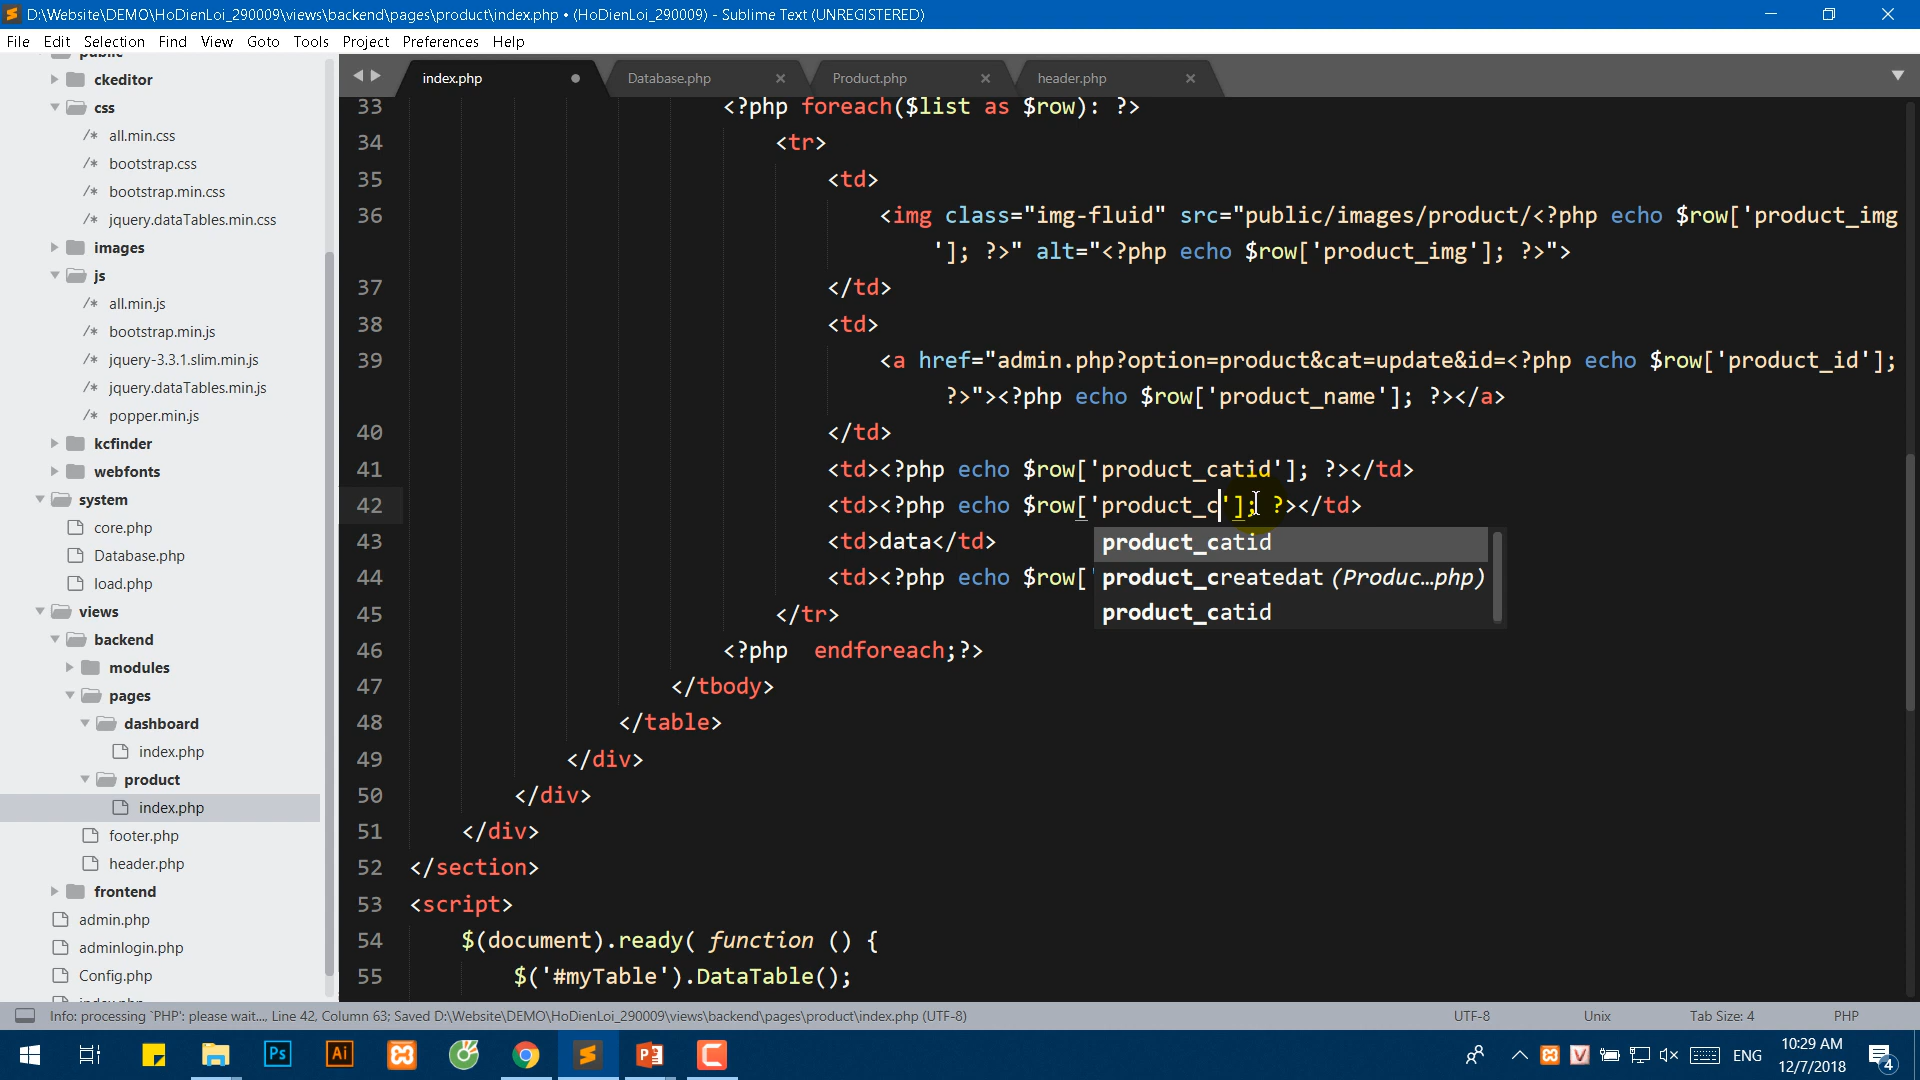 D:\Website\DEMO\HoDienLoi_290009\views\backend\pages\product\index.php • (HoDienLoi_290009) - Sublime Text (UNREGISTERED)
File Edit Selection Find View Goto Tools Project Preferences Help
index.php
Database.php
Product.php
header.php
ckeditor
css
/* all.min.css
/* bootstrap.css
/* bootstrap.min.css
/* jquery.dataTables.min.css
images
js
/* all.min.js
/* bootstrap.min.js
/* jquery-3.3.1.slim.min.js
/* jquery.dataTables.min.js
/* popper.min.js
kcfinder
webfonts
system
core.php
Database.php
load.php
views
backend
modules
pages
dashboard
index.php
product
index.php
footer.php
header.php
frontend
admin.php
adminlogin.php
Config.php
33 <?php foreach($list as $row): ?>
34 <tr>
35 <td>
36 <img class="img-fluid" src="public/images/product/<?php echo $row['product_img
']; ?>" alt="<?php echo $row['product_img']; ?>">
37 </td>
38 <td>
39 <a href="admin.php?option=product&cat=update&id=<?php echo $row['product_id'];
?>"><?php echo $row['product_name']; ?></a>
40 </td>
41 <td><?php echo $row['product_catid']; ?></td>
42 <td><?php echo $row['product_c']; ?></td>
43 <td>data</td>
44 <td><?php echo $row['
product_catid
product_createdat (Produc...php)
product_catid
45 </tr>
46 <?php endforeach;?>
47 </tbody>
48 </table>
49 </div>
50 </div>
51 </div>
52 </section>
53 <script>
54 $(document).ready( function () {
55 $('#myTable').DataTable();
Info: processing `PHP': please wait..., Line 42, Column 63; Saved D:\Website\DEMO\HoDienLoi_290009\views\backend\pages\product\index.php (UTF-8)
UTF-8 Unix Tab Size: 4 PHP
ENG
10:29 AM
12/7/2018
4